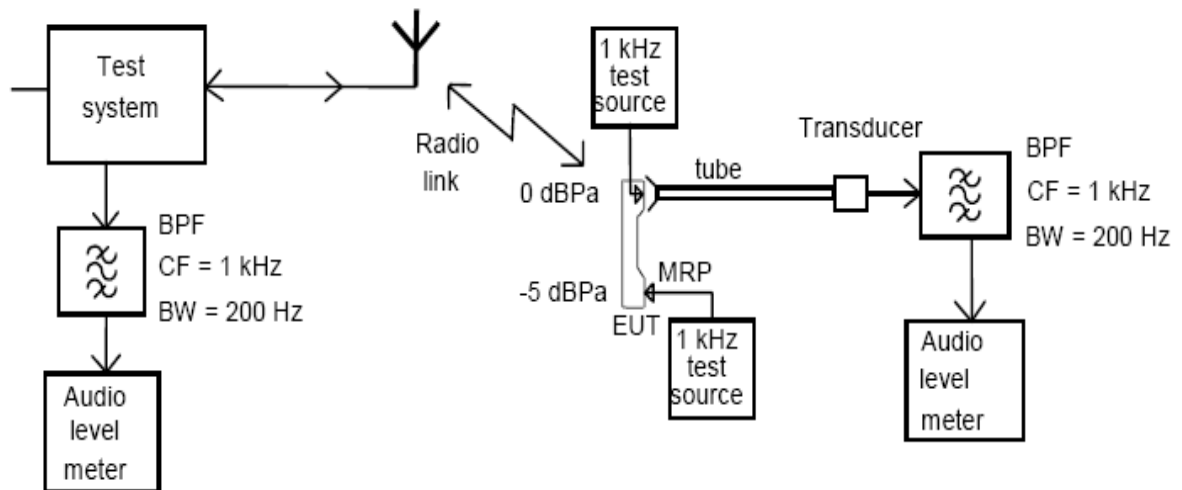 Test
system
BPF
CF = 1 kHz
BW = 200 Hz
Audio
level
meter
Radio
link
1 kHz
test
source
0 dBPa
-5 dBPa
MRP
EUT
1 kHz
test
source
tube
Transducer
BPF
CF = 1 kHz
BW = 200 Hz
Audio
level
meter